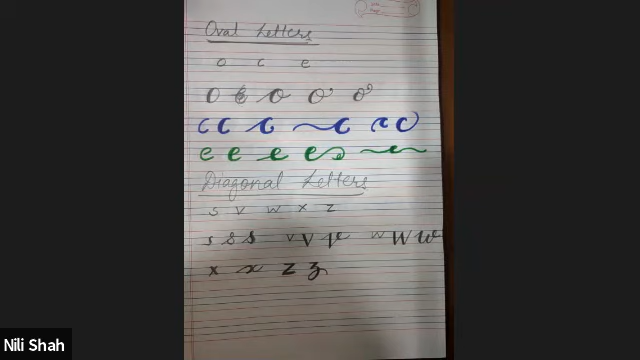 Oval Letters
o c e
o e o o o
c c c c c c
e e e e e
Diagonal Letters
s v w x z
s s s v v v w w w
x x z z
Nili Shah